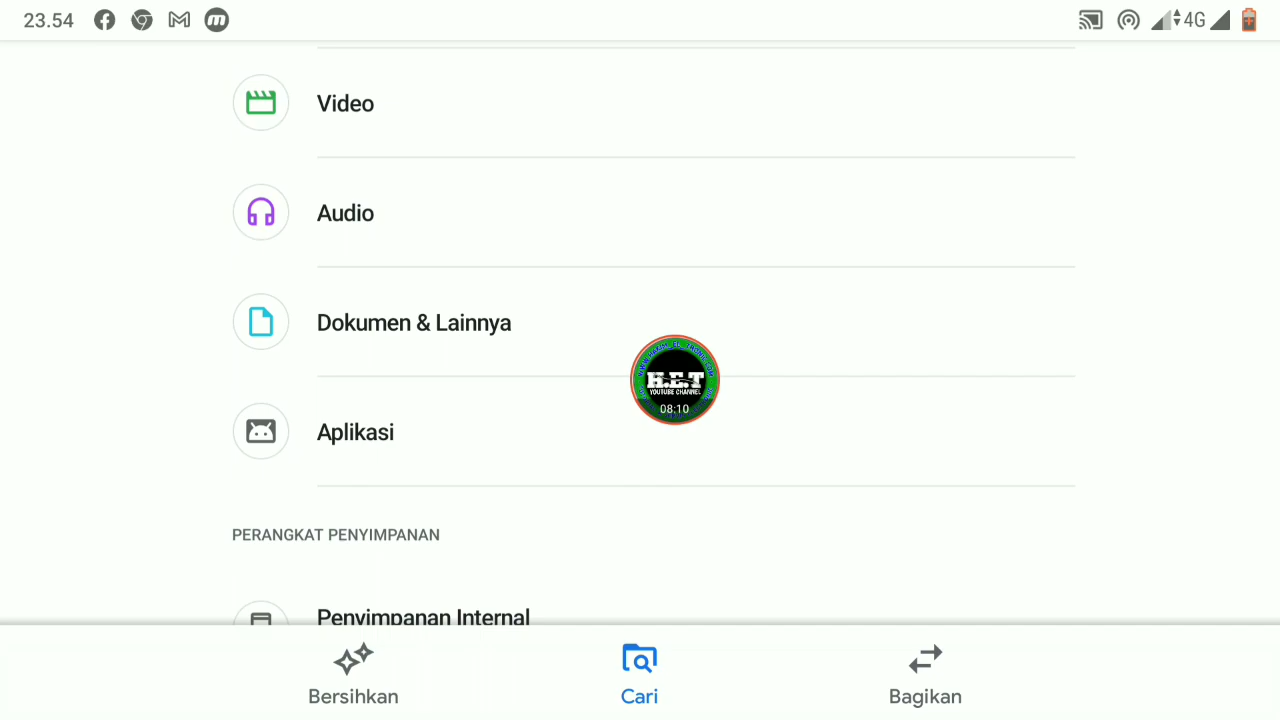 23.54
4G
Video
Audio
Dokumen & Lainnya
H.E.T
YOUTUBE CHANNEL
08:10
Aplikasi
PERANGKAT PENYIMPANAN
Penyimpanan Internal
Bersihkan
Cari
Bagikan